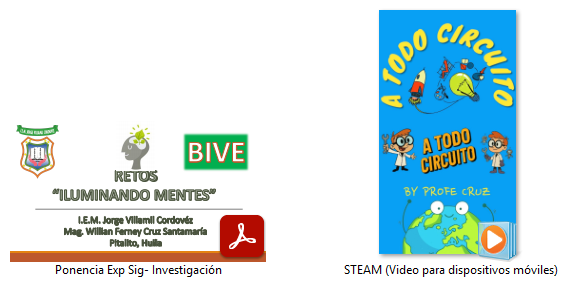 BIVE
RETOS
“ILUMINANDO MENTES”
I.E.M. Jorge Villamil Cordovéz
Mag. Willian Ferney Cruz Santamaría
Pitalito, Huila
Ponencia Exp Sig- Investigación
A TODO CIRCUITO
A TODO
CIRCUITO
BY PROFE CRUZ
STEAM (Video para dispositivos móviles)